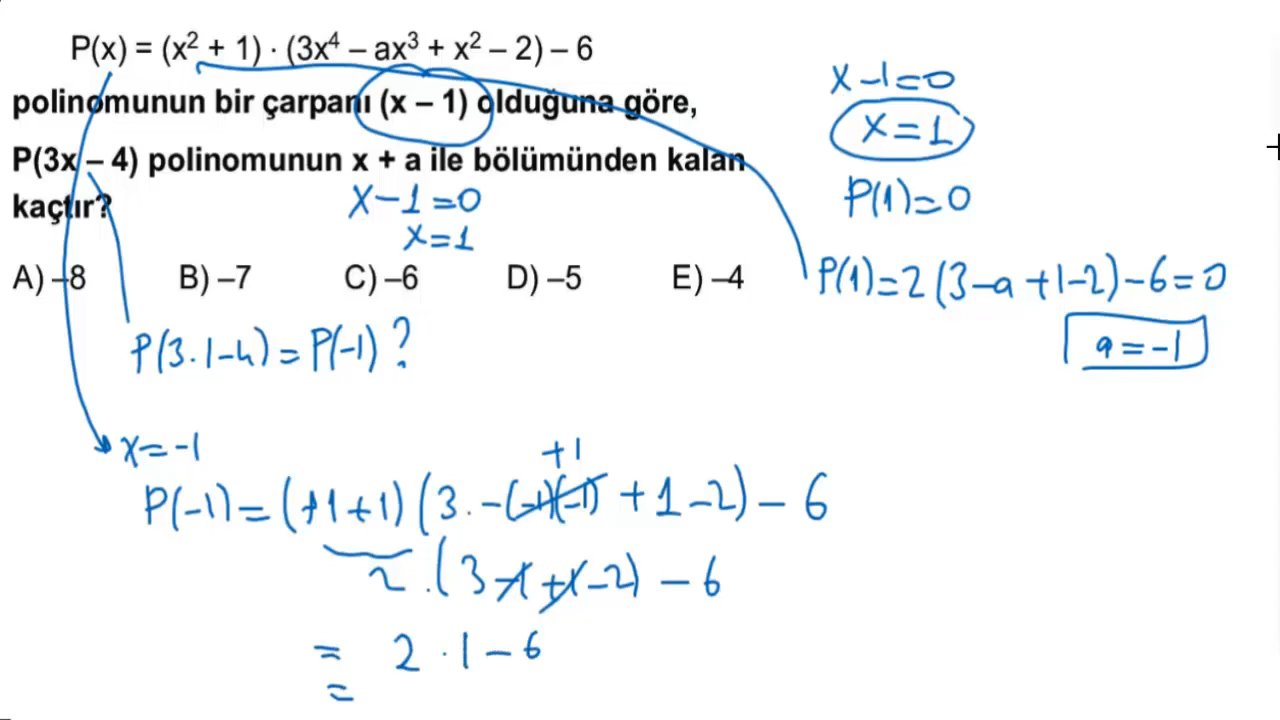 P(x) = (x² + 1) · (3x⁴ – ax³ + x² – 2) – 6
polinomunun bir çarpanı (x – 1) olduğuna göre,
P(3x – 4) polinomunun x + a ile bölümünden kalan
kaçtır?
A) –8 B) –7 C) –6 D) –5 E) –4
x–1=0
x=1
x–1=0
x=1
P(1)=0
P(1)=2(3–a+1–2)–6=0
a=–1
P(3.1–4)=P(–1)?
x=–1
+1
P(–1)=(+1+1)(3.–(–1)(–1)+1–2)–6
2.(3–1+1–2)–6
= 2.1–6
=